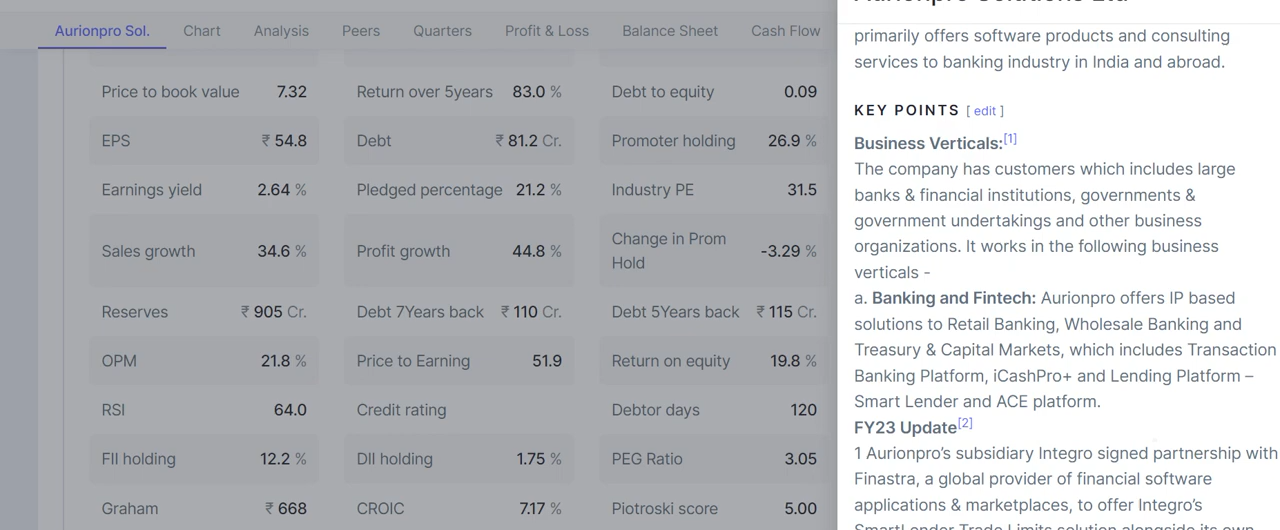 Aurionpro Sol. Chart Analysis Peers Quarters Profit & Loss Balance Sheet Cash Flow
Price to book value 7.32 Return over 5years 83.0 % Debt to equity 0.09
EPS ₹ 54.8 Debt ₹ 81.2 Cr. Promoter holding 26.9 %
Earnings yield 2.64 % Pledged percentage 21.2 % Industry PE 31.5
Sales growth 34.6 % Profit growth 44.8 % Change in Prom Hold -3.29 %
Reserves ₹ 905 Cr. Debt 7Years back ₹ 110 Cr. Debt 5Years back ₹ 115 Cr.
OPM 21.8 % Price to Earning 51.9 Return on equity 19.8 %
RSI 64.0 Credit rating Debtor days 120
FII holding 12.2 % DII holding 1.75 % PEG Ratio 3.05
Graham ₹ 668 CROIC 7.17 % Piotroski score 5.00
Aurionpro Solutions Ltd
primarily offers software products and consulting
services to banking industry in India and abroad.
KEY POINTS [ edit ]
Business Verticals:[1]
The company has customers which includes large
banks & financial institutions, governments &
government undertakings and other business
organizations. It works in the following business
verticals -
a. Banking and Fintech: Aurionpro offers IP based
solutions to Retail Banking, Wholesale Banking and
Treasury & Capital Markets, which includes Transaction
Banking Platform, iCashPro+ and Lending Platform –
Smart Lender and ACE platform.
FY23 Update[2]
1 Aurionpro’s subsidiary Integro signed partnership with
Finastra, a global provider of financial software
applications & marketplaces, to offer Integro’s
SmartLender Trade Limits solution alongside its own